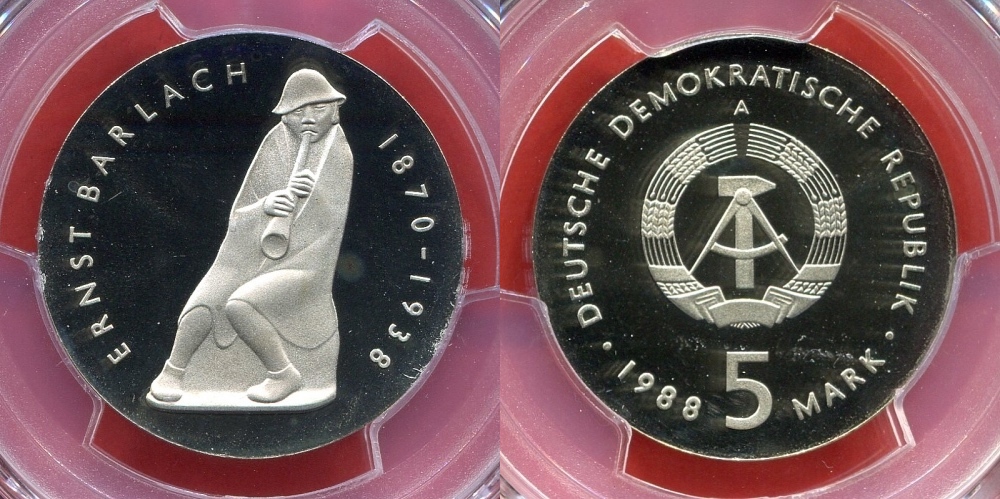 ERNST BARLACH 1870-1938
DEUTSCHE DEMOKRATISCHE REPUBLIK
A
· 1988 5 MARK ·